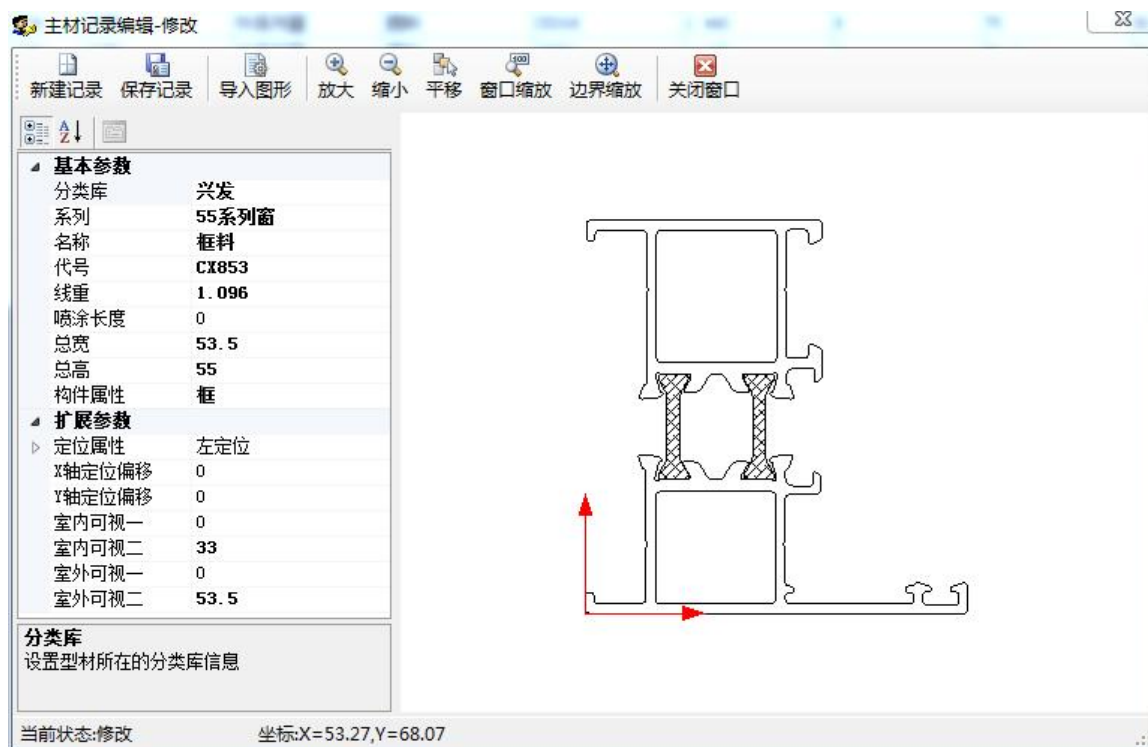 主材记录编辑-修改
新建记录 保存记录 导入图形 放大 缩小 平移 窗口缩放 边界缩放 关闭窗口
基本参数
分类库 兴发
系列 55系列窗
名称 框料
代号 CX853
线重 1.096
喷涂长度 0
总宽 53.5
总高 55
构件属性 框
扩展参数
定位属性 左定位
X轴定位偏移 0
Y轴定位偏移 0
室内可视一 0
室内可视二 33
室外可视一 0
室外可视二 53.5
分类库
设置型材所在的分类库信息
当前状态:修改 坐标:X=53.27,Y=68.07